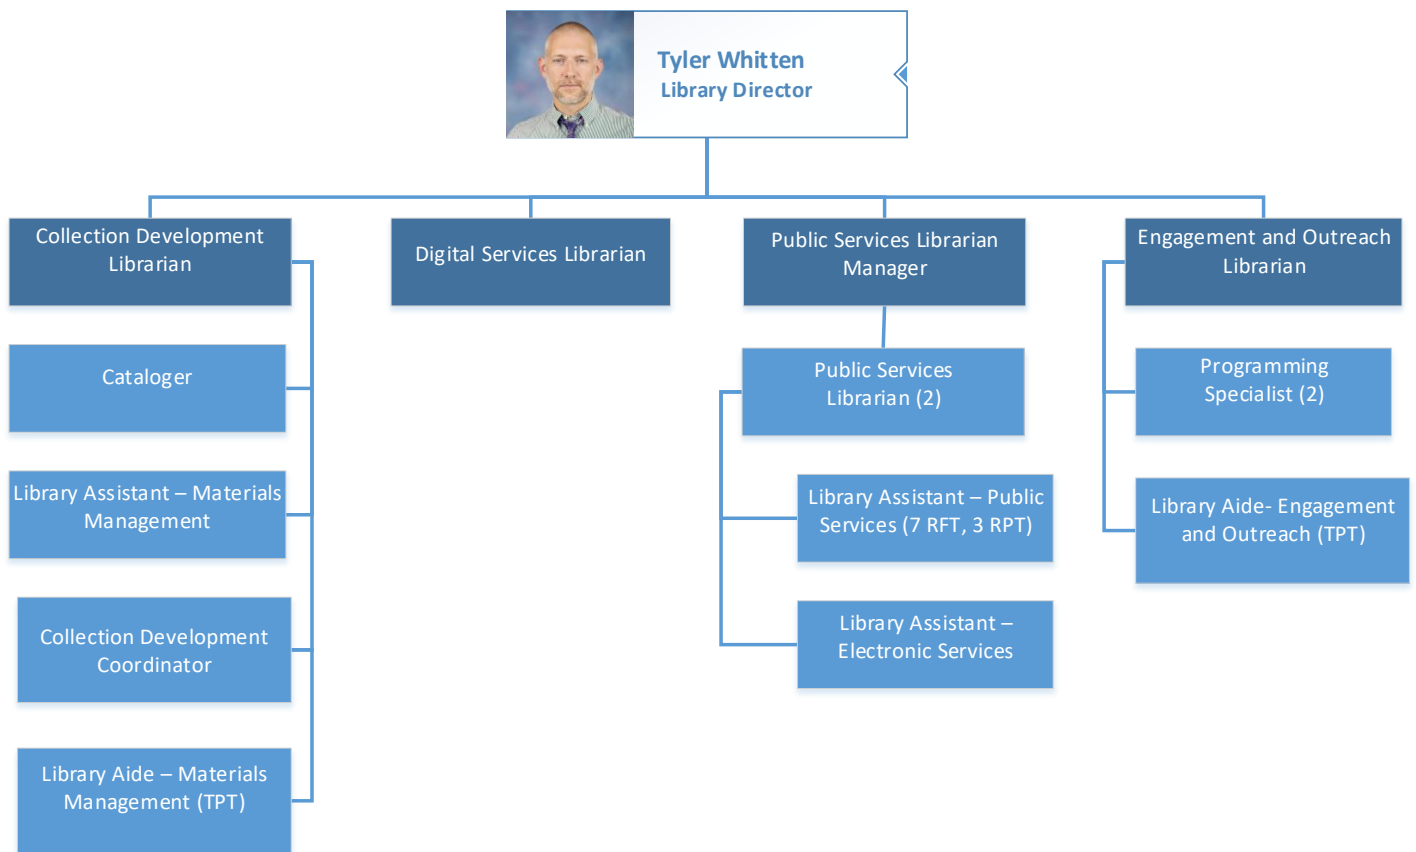 Tyler Whitten
Library Director
Collection Development
Librarian
Digital Services Librarian
Public Services Librarian
Manager
Engagement and Outreach
Librarian
Cataloger
Library Assistant – Materials
Management
Collection Development
Coordinator
Library Aide – Materials
Management (TPT)
Public Services
Librarian (2)
Library Assistant – Public
Services (7 RFT, 3 RPT)
Library Assistant –
Electronic Services
Programming
Specialist (2)
Library Aide- Engagement
and Outreach (TPT)